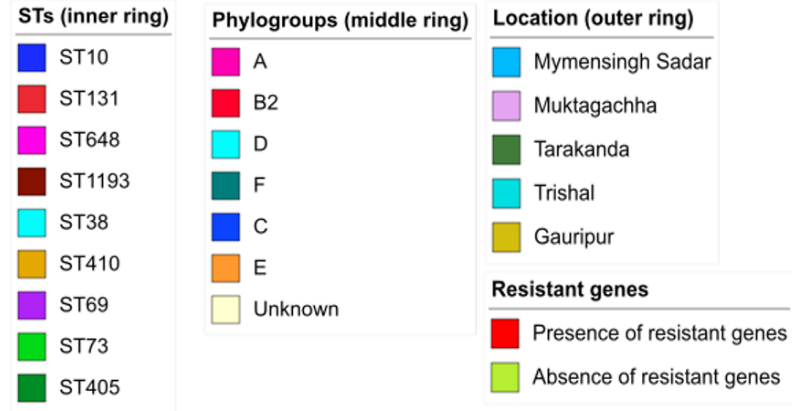 STs (inner ring)
ST10
ST131
ST648
ST1193
ST38
ST410
ST69
ST73
ST405
Phylogroups (middle ring)
A
B2
D
F
C
E
Unknown
Location (outer ring)
Mymensingh Sadar
Muktagachha
Tarakanda
Trishal
Gauripur
Resistant genes
Presence of resistant genes
Absence of resistant genes